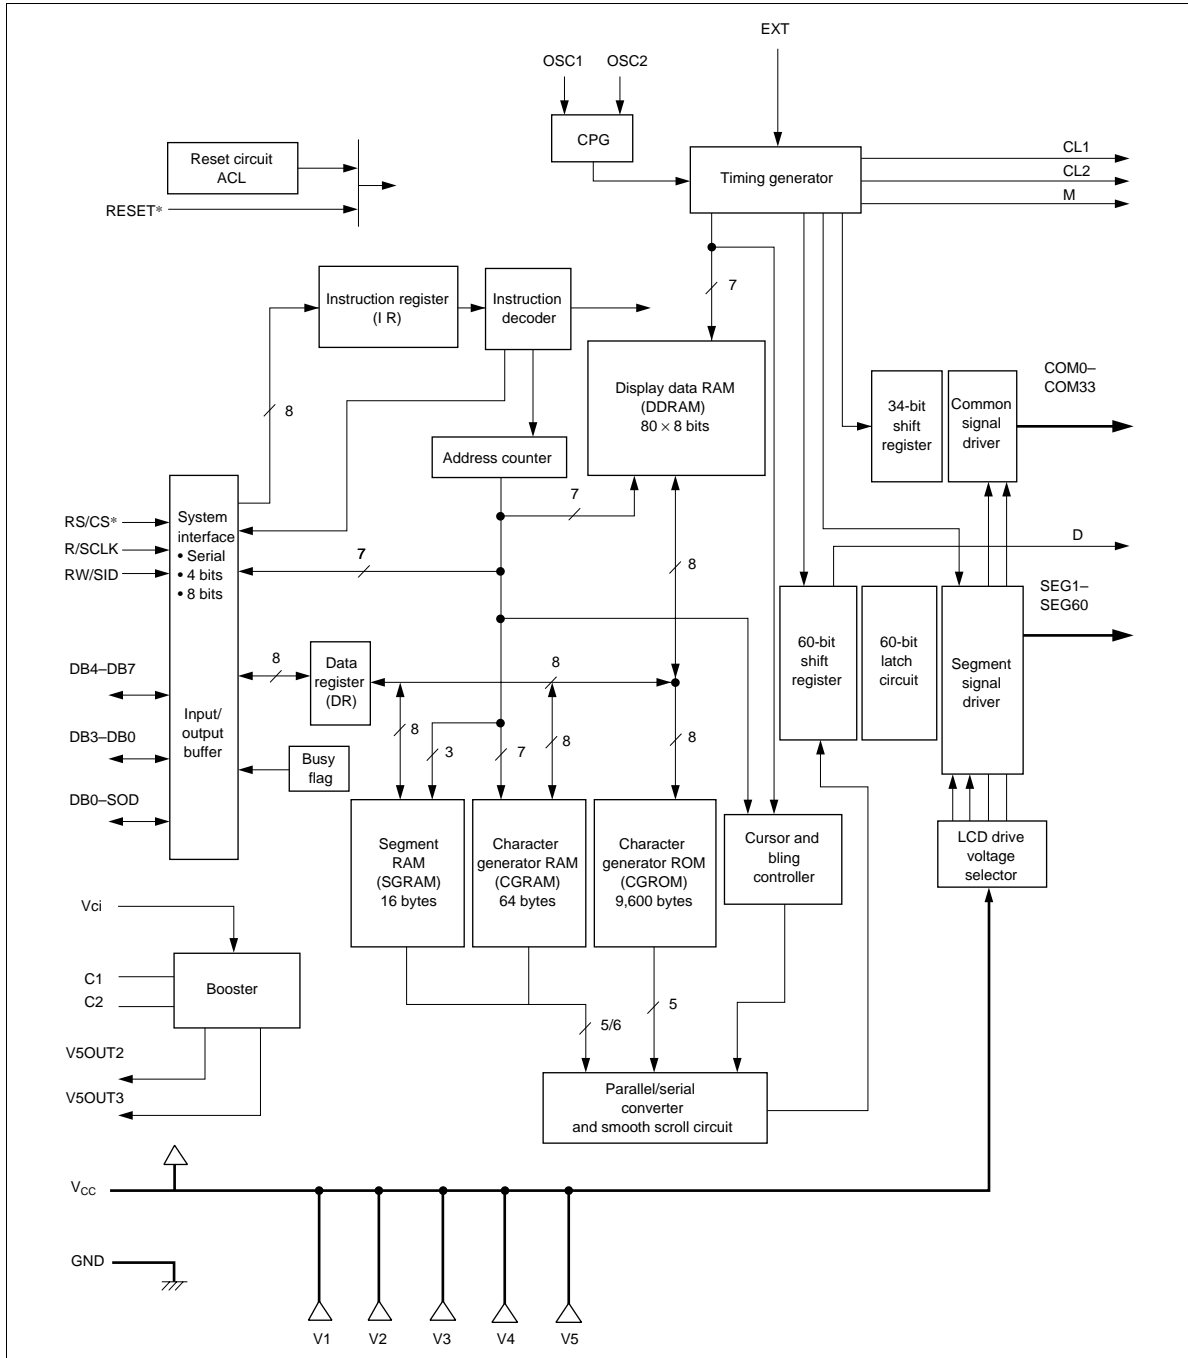 EXT
OSC1 OSC2
CPG
Reset circuit
ACL
RESET*
Timing generator
CL1
CL2
M
7
Instruction register
(I R)
Instruction
decoder
8
Display data RAM
(DDRAM)
80 × 8 bits
34-bit
shift
register
Common
signal
driver
COM0–
COM33
Address counter
7
RS/CS*
R/SCLK
RW/SID
System
interface
• Serial
• 4 bits
• 8 bits
7
8
D
SEG1–
SEG60
60-bit
shift
register
60-bit
latch
circuit
Segment
signal
driver
DB4–DB7
8
Data
register
(DR)
8
Input/
output
buffer
DB3–DB0
8
3
7
8
8
Busy
flag
DB0–SOD
Segment
RAM
(SGRAM)
16 bytes
Character
generator RAM
(CGRAM)
64 bytes
Character
generator ROM
(CGROM)
9,600 bytes
Cursor and
bling
controller
LCD drive
voltage
selector
Vci
C1
C2
Booster
5/6
5
V5OUT2
V5OUT3
Parallel/serial
converter
and smooth scroll circuit
VCC
GND
V1 V2 V3 V4 V5